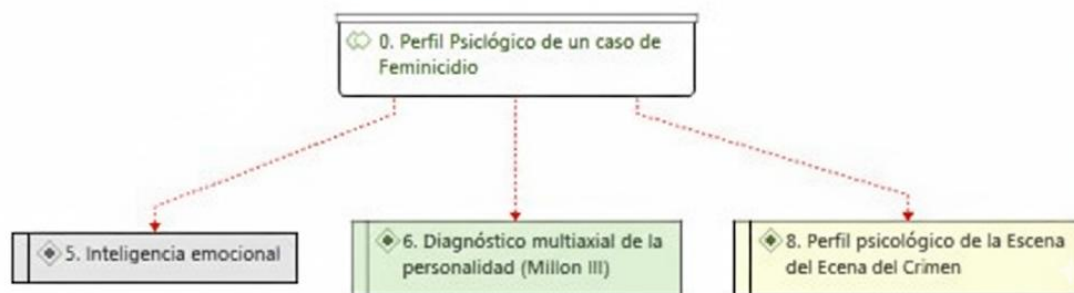 0. Perfil Psiclógico de un caso de
Feminicidio
5. Inteligencia emocional
6. Diagnóstico multiaxial de la
personalidad (Millon III)
8. Perfil psicológico de la Escena
del Ecena del Crimen